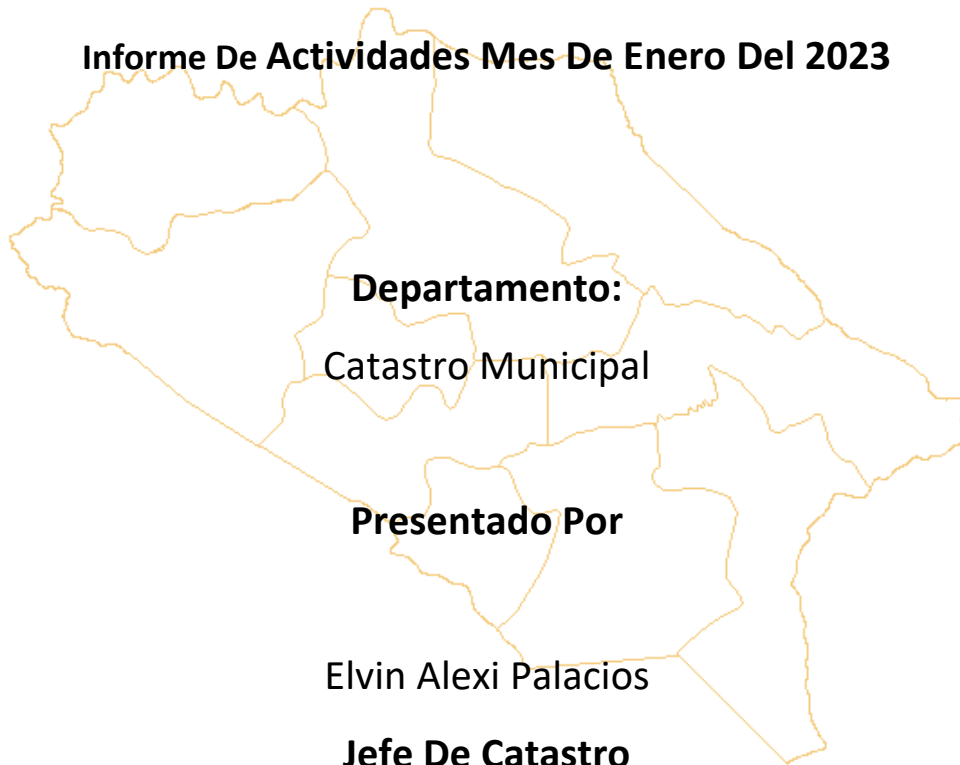 Informe De Actividades Mes De Enero Del 2023
Departamento:
Catastro Municipal
Presentado Por
Elvin Alexi Palacios
Jefe De Catastro